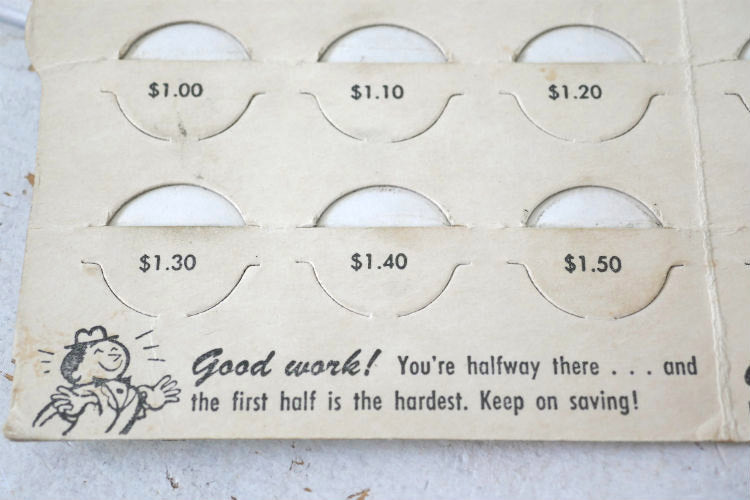 $1.00 $1.10 $1.20
$1.30 $1.40 $1.50
Good work! You're halfway there . . . and
the first half is the hardest. Keep on saving!